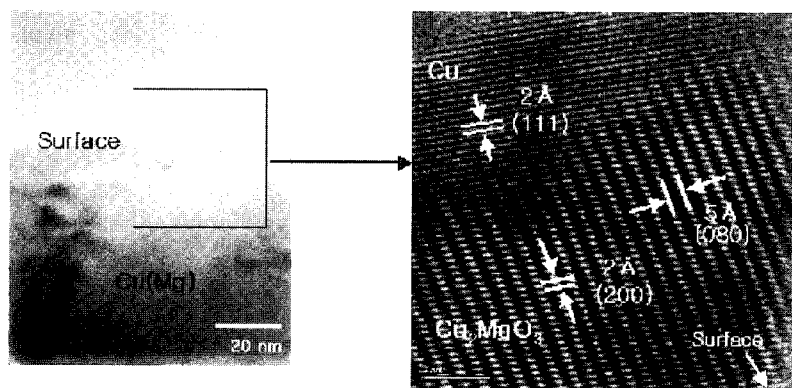 Surface
Cu(Mg)
20 nm
Cu
2 Å
(111)
5 Å
(080)
2 Å
(200)
Cu₂MgO₃
Surface